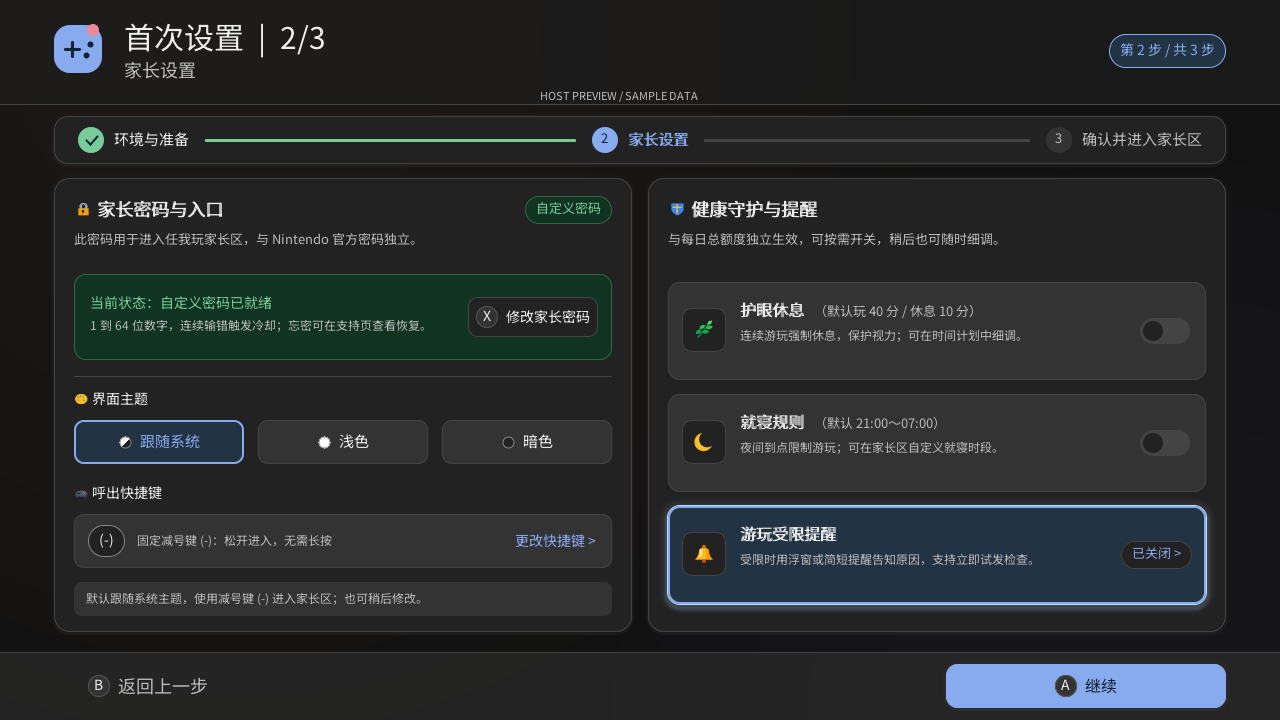 首次设置 | 2/3
家长设置
第 2 步 / 共 3 步
HOST PREVIEW / SAMPLE DATA
环境与准备
2 家长设置
3 确认并进入家长区
家长密码与入口
自定义密码
此密码用于进入任我玩家长区，与 Nintendo 官方密码独立。
当前状态：自定义密码已就绪
1 到 64 位数字，连续输错触发冷却；忘密可在支持页查看恢复。
X 修改家长密码
界面主题
跟随系统
浅色
暗色
呼出快捷键
(-) 固定减号键 (-)：松开进入，无需长按
更改快捷键 >
默认跟随系统主题，使用减号键 (-) 进入家长区；也可稍后修改。
健康守护与提醒
与每日总额度独立生效，可按需开关，稍后也可随时细调。
护眼休息 （默认玩 40 分 / 休息 10 分）
连续游玩强制休息，保护视力；可在时间计划中细调。
就寝规则 （默认 21:00～07:00）
夜间到点限制游玩；可在家长区自定义就寝时段。
游玩受限提醒
受限时用浮窗或简短提醒告知原因，支持立即试发检查。
已关闭 >
B 返回上一步
A 继续